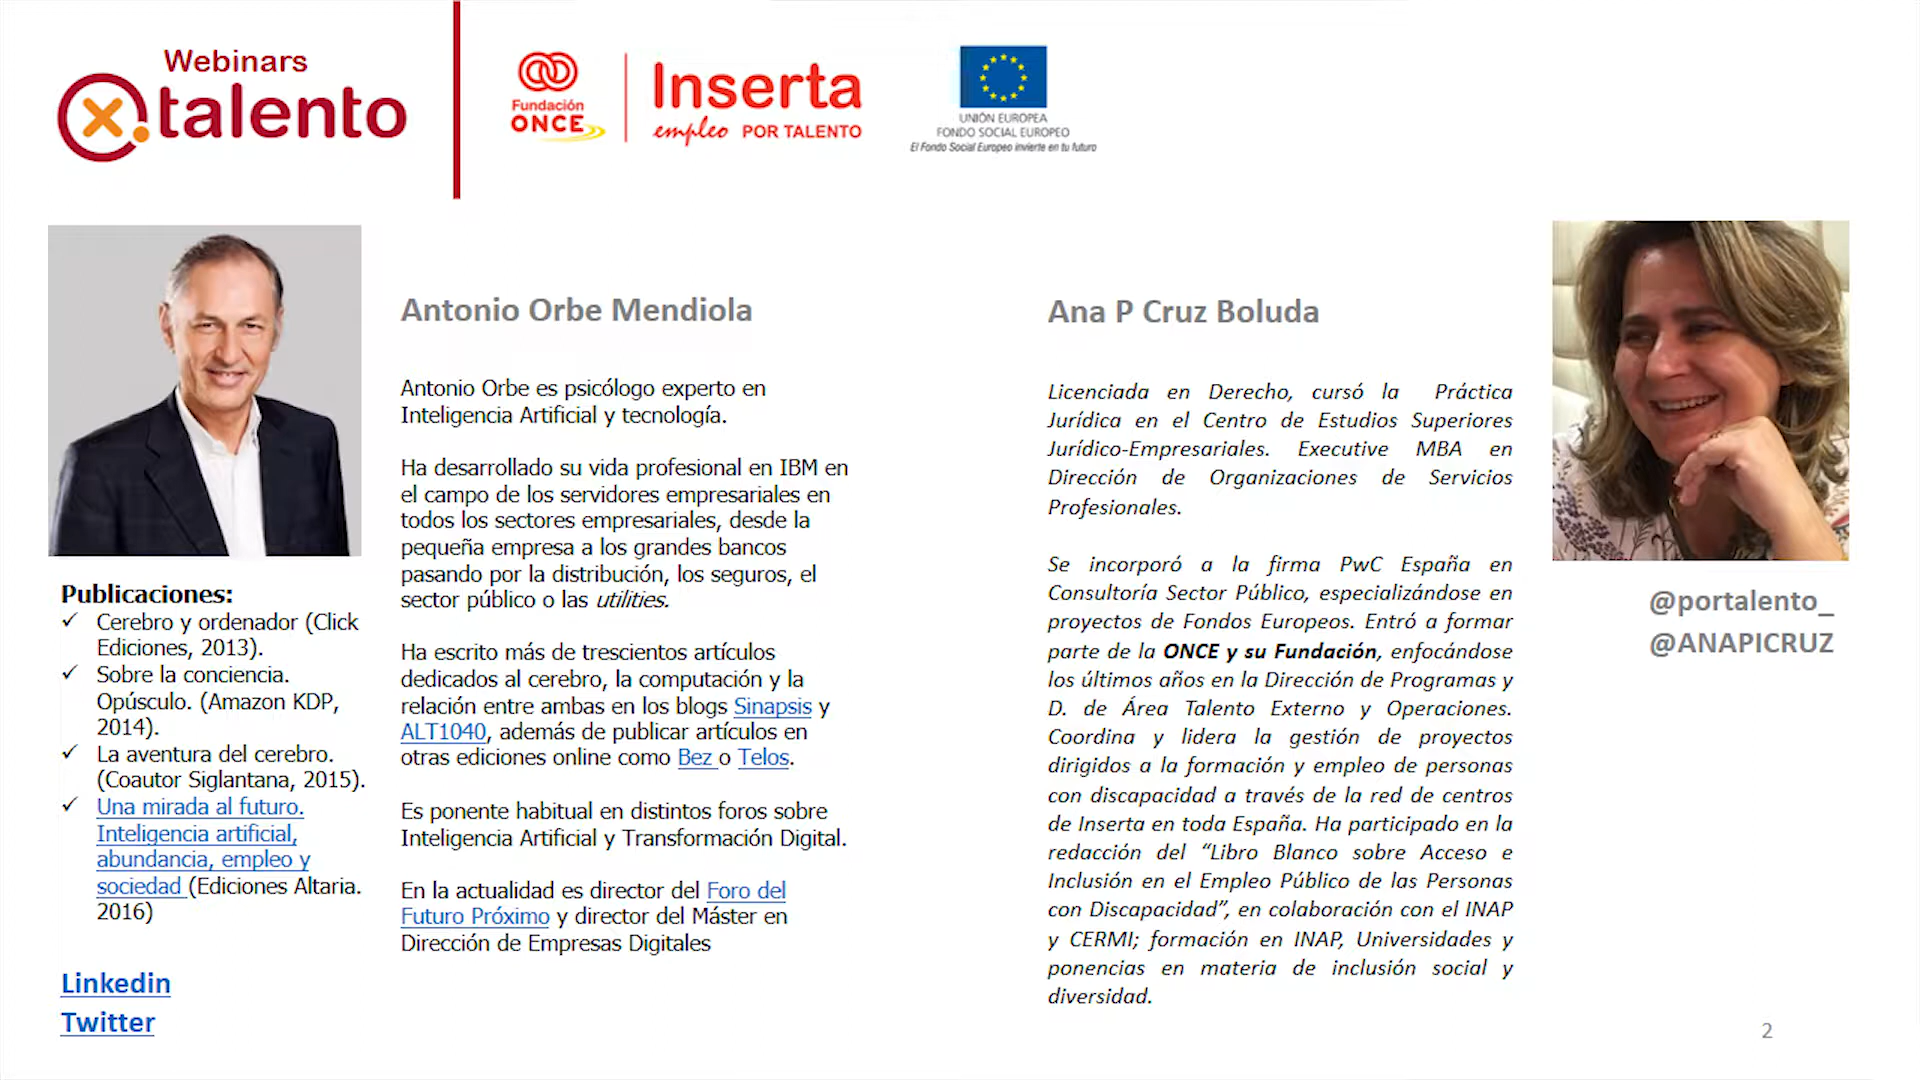 Webinars
x.talento
Fundación
ONCE
Inserta
empleo POR TALENTO
UNIÓN EUROPEA
FONDO SOCIAL EUROPEO
El Fondo Social Europeo invierte en tu futuro
Publicaciones:
✓ Cerebro y ordenador (Click
Ediciones, 2013).
✓ Sobre la conciencia.
Opúsculo. (Amazon KDP,
2014).
✓ La aventura del cerebro.
(Coautor Siglantana, 2015).
✓ Una mirada al futuro.
Inteligencia artificial,
abundancia, empleo y
sociedad (Ediciones Altaria.
2016)
Linkedin
Twitter
Antonio Orbe Mendiola
Antonio Orbe es psicólogo experto en
Inteligencia Artificial y tecnología.
Ha desarrollado su vida profesional en IBM en
el campo de los servidores empresariales en
todos los sectores empresariales, desde la
pequeña empresa a los grandes bancos
pasando por la distribución, los seguros, el
sector público o las utilities.
Ha escrito más de trescientos artículos
dedicados al cerebro, la computación y la
relación entre ambas en los blogs Sinapsis y
ALT1040, además de publicar artículos en
otras ediciones online como Bez o Telos.
Es ponente habitual en distintos foros sobre
Inteligencia Artificial y Transformación Digital.
En la actualidad es director del Foro del
Futuro Próximo y director del Máster en
Dirección de Empresas Digitales
Ana P Cruz Boluda
Licenciada en Derecho, cursó la Práctica
Jurídica en el Centro de Estudios Superiores
Jurídico-Empresariales. Executive MBA en
Dirección de Organizaciones de Servicios
Profesionales.
Se incorporó a la firma PwC España en
Consultoría Sector Público, especializándose en
proyectos de Fondos Europeos. Entró a formar
parte de la ONCE y su Fundación, enfocándose
los últimos años en la Dirección de Programas y
D. de Área Talento Externo y Operaciones.
Coordina y lidera la gestión de proyectos
dirigidos a la formación y empleo de personas
con discapacidad a través de la red de centros
de Inserta en toda España. Ha participado en la
redacción del “Libro Blanco sobre Acceso e
Inclusión en el Empleo Público de las Personas
con Discapacidad”, en colaboración con el INAP
y CERMI; formación en INAP, Universidades y
ponencias en materia de inclusión social y
diversidad.
@portalento_
@ANAPICRUZ
2